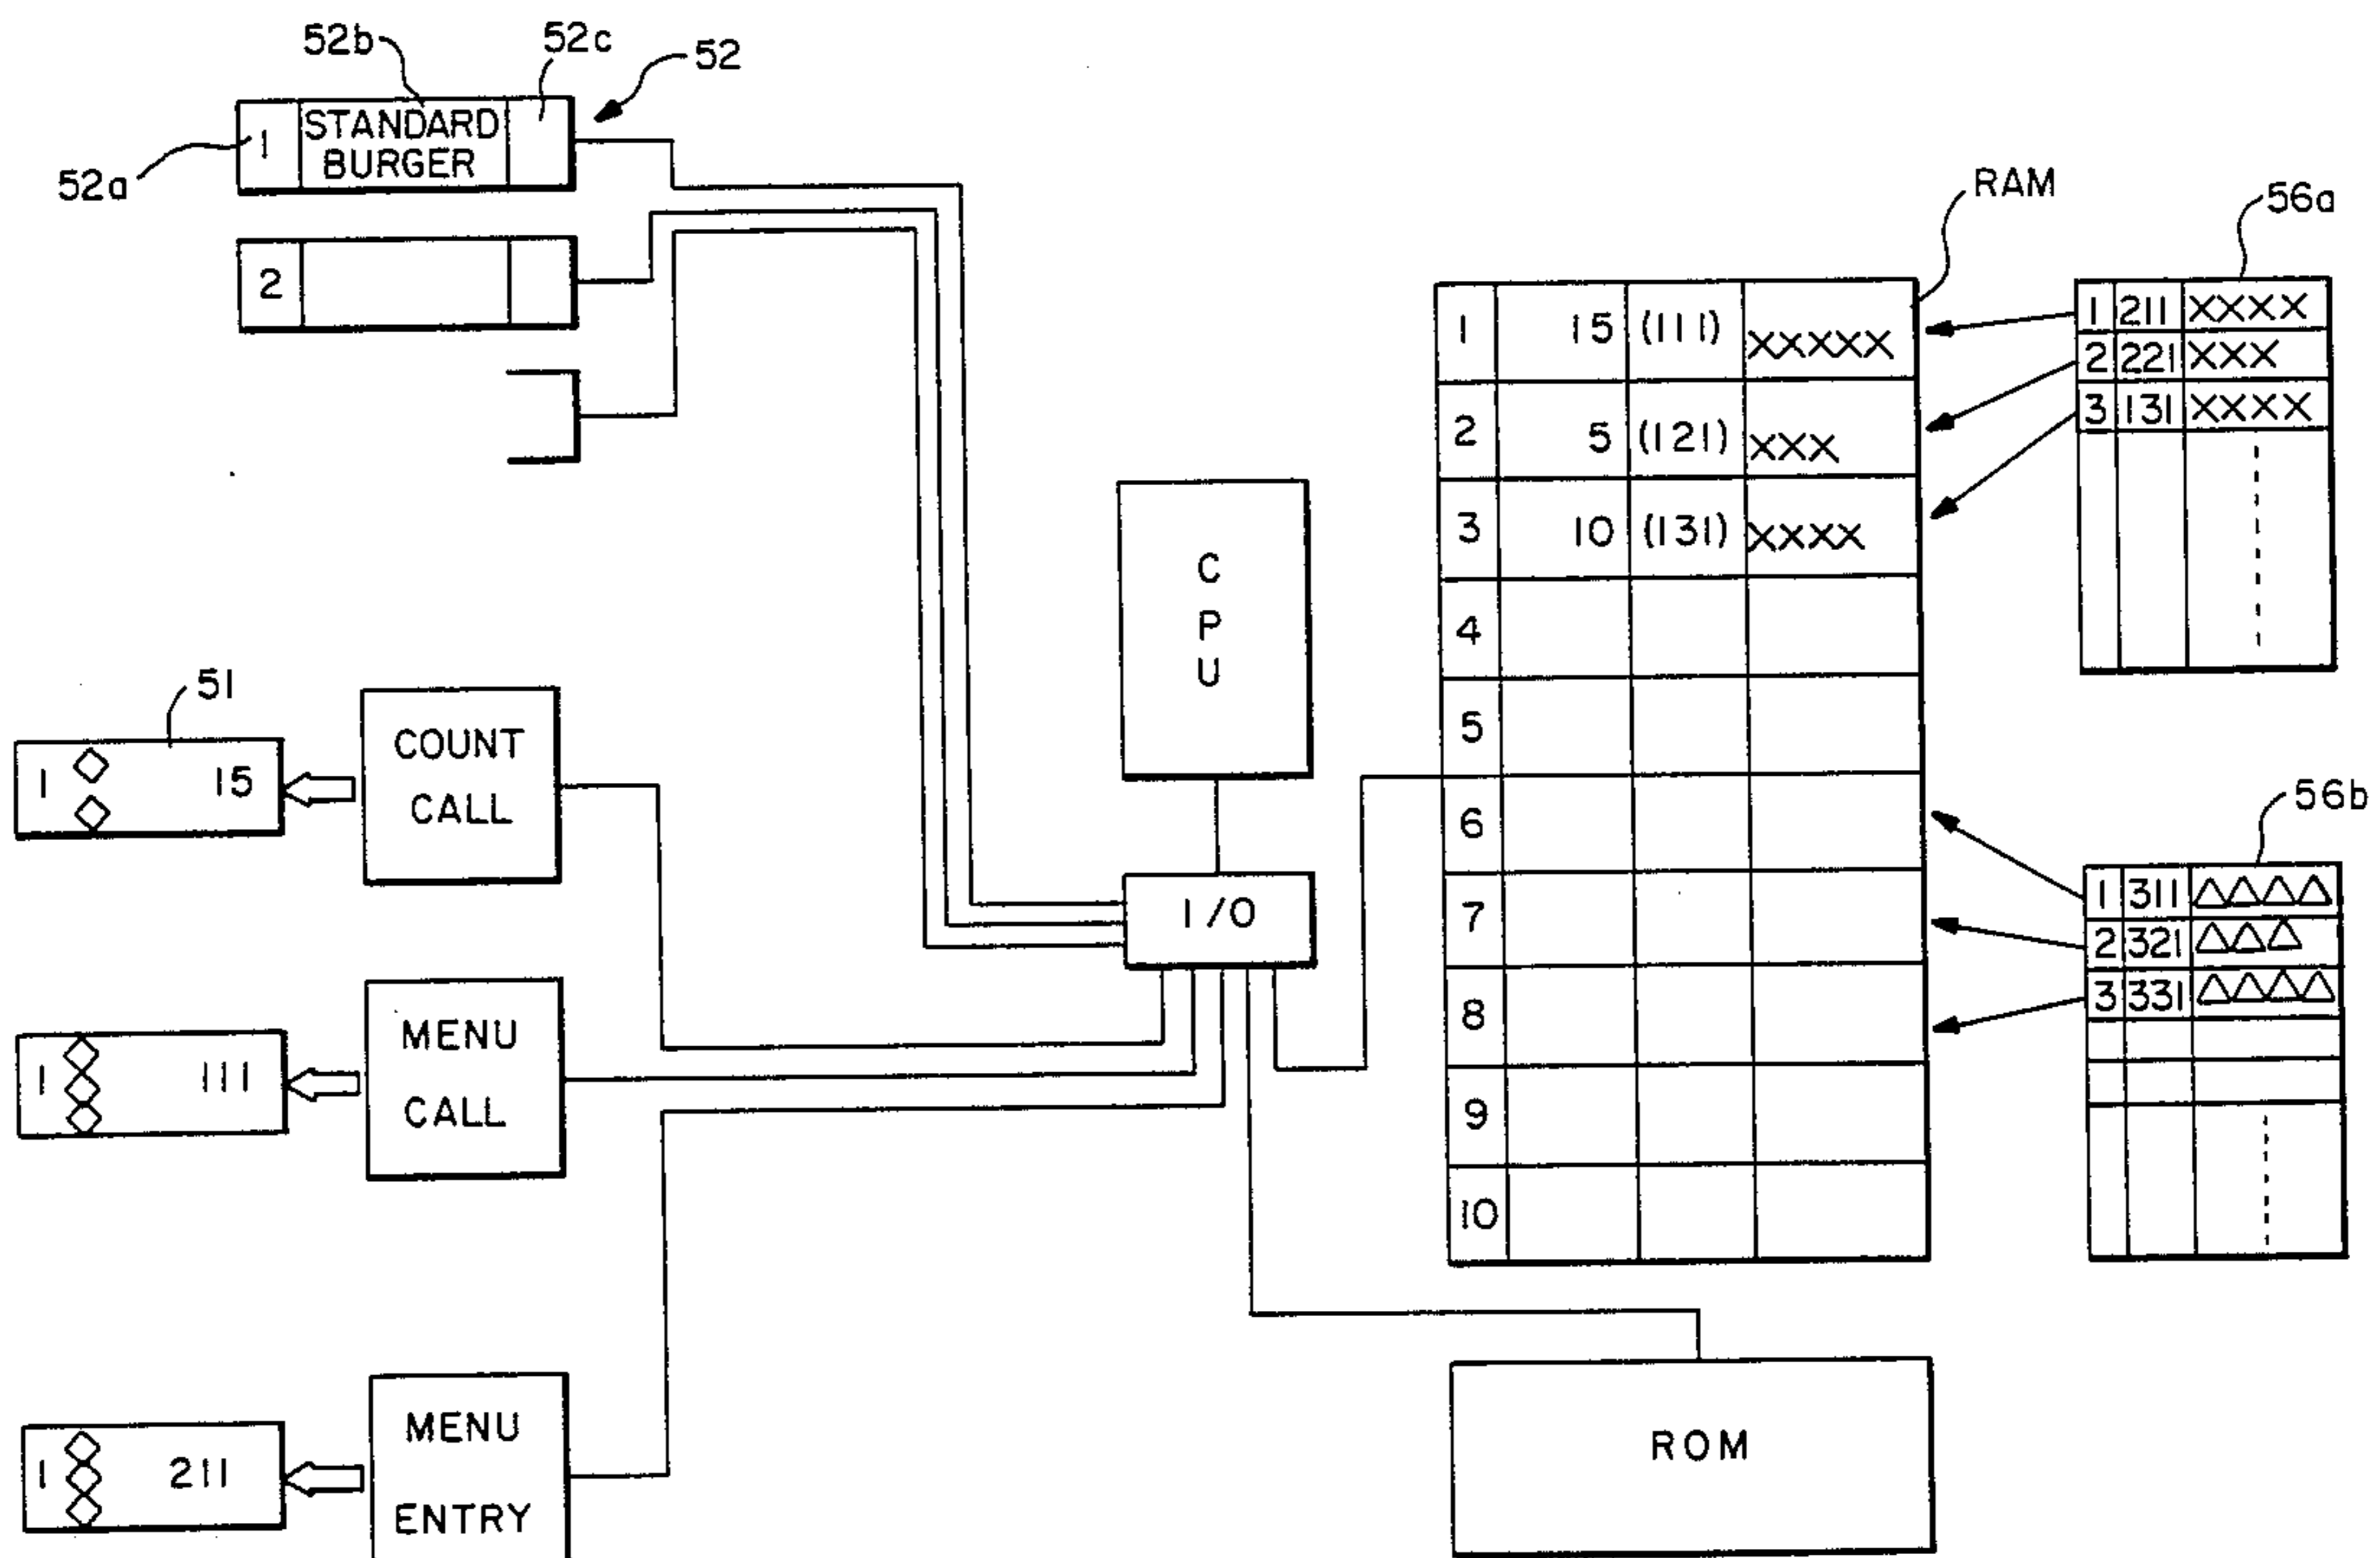 52b
52c
52
52a
1 STANDARD BURGER
2
RAM
56a
1 15 (111) XXXXX
2 5 (121) XXX
3 10 (131) XXXX
4
5
6
7
8
9
10
1 211 XXXX
2 221 XXX
3 131 XXXX
56b
1 311 △△△△
2 321 △△△
3 331 △△△△
CPU
I/O
51
1 ◇◇ 15
COUNT
CALL
1 ◇◇◇ 111
MENU
CALL
1 ◇◇◇ 211
MENU
ENTRY
ROM